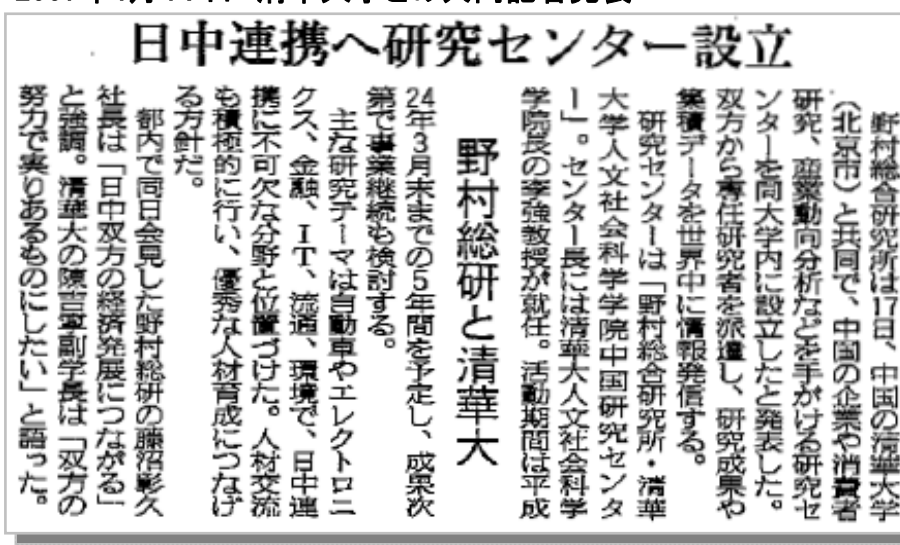 日中連携へ研究センター設立
野村総研と清華大
野村総合研究所は17日、中国の清華大学
（北京市）と共同で、中国の企業や消費者
研究、産業動向分析などを手がける研究セ
ンターを同大学内に設立したと発表した。
双方から専任研究者を派遣し、研究成果や
集積データを世界中に情報発信する。
研究センターは「野村総合研究所・清華
大学人文社会科学学院中国研究センタ
ー」。センター長には清華大人文社会科学
学院長の李強教授が就任。活動期間は平成
24年3月末までの5年間を予定し、成果次
第で事業継続も検討する。
主な研究テーマは自動車やエレクトロニ
クス、金融、IT、流通、環境で、日中連
携に不可欠な分野と位置づけた。人材交流
も積極的に行い、優秀な人材育成につなげ
る方針だ。
都内で同日会見した野村総研の藤沼彰久
社長は「日中双方の経済発展につながる」
と強調。清華大の陳吉寧副学長は「双方の
努力で実りあるものにしたい」と語った。